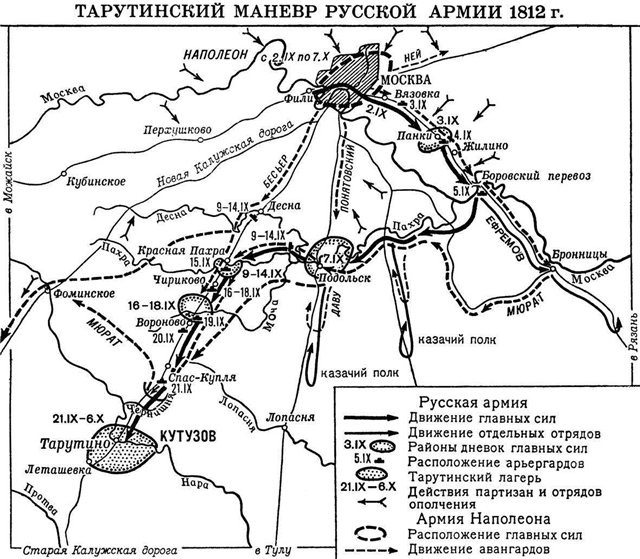 ТАРУТИНСКИЙ МАНЕВР РУССКОЙ АРМИИ 1812 г.
НАПОЛЕОН
с 2.IX по 7.X
НЕЙ
МОСКВА
Москва
Фили
Вязовка
3.IX
2.IX
3.IX
Панки
4.IX
Жилино
Перхушково
Новая Калужская дорога
Кубинское
в Можайск
БЕСЬЕР
ПОНЯТОВСКИЙ
5.IX
Боровский перевоз
9-14.IX
Десна
Десна
9-14.IX
Пахра
ЕФРЕМОВ
Бронницы
Москва
Пахра
Красная Пахра
15.IX
9-14.IX
7.IX
Подольск
Чириково
16-18.IX
Фоминское
16-18.IX
МЮРАТ
Вороново
19.IX
Моча
ДАВУ
МЮРАТ
20.IX
казачий полк
в Рязань
Спас-Купля
21.IX
казачий полк
Чернишня
21.IX-6.X
Лопасня
Лопасня
Тарутино
КУТУЗОВ
Леташевка
Нара
Протва
Старая Калужская дорога
в Тулу
Русская армия
Движение главных сил
Движение отдельных отрядов
3.IX Районы дневок главных сил
5.IX Расположение арьергардов
Тарутинский лагерь
21.IX-6.X
Действия партизан и отрядов
ополчения
Армия Наполеона
Расположение главных сил
Движение авангардов